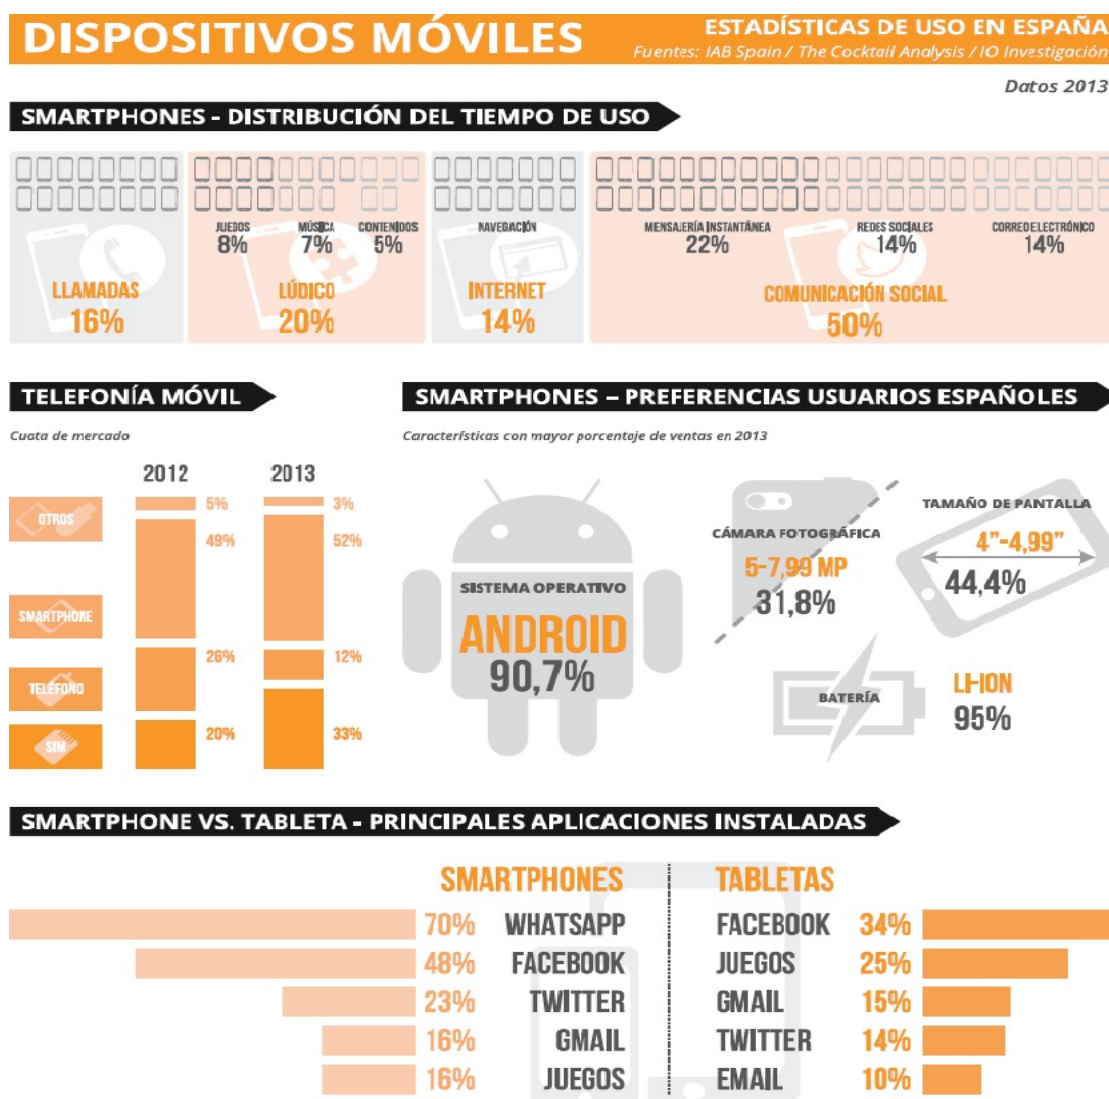 DISPOSITIVOS MÓVILES
ESTADÍSTICAS DE USO EN ESPAÑA
Fuentes: IAB Spain / The Cocktail Analysis / IO Investigación
Datos 2013
SMARTPHONES - DISTRIBUCIÓN DEL TIEMPO DE USO
JUEGOS
8%
MÚSICA
7%
CONTENIDOS
5%
NAVEGACIÓN
MENSAJERÍA INSTANTÁNEA
22%
REDES SOCIALES
14%
CORREO ELECTRÓNICO
14%
LLAMADAS
16%
LÚDICO
20%
INTERNET
14%
COMUNICACIÓN SOCIAL
50%
TELEFONÍA MÓVIL
Cuata de mercado
2012 2013
OTROS 5% 3%
SMARTPHONE 49% 52%
TELÉFONO 26% 12%
SIM 20% 33%
SMARTPHONES – PREFERENCIAS USUARIOS ESPAÑOLES
Características con mayor porcentaje de ventas en 2013
SISTEMA OPERATIVO
ANDROID
90,7%
CÁMARA FOTOGRÁFICA
5-7,99 MP
31,8%
TAMAÑO DE PANTALLA
4”-4,99”
44,4%
BATERÍA
LI-ION
95%
SMARTPHONE VS. TABLETA - PRINCIPALES APLICACIONES INSTALADAS
SMARTPHONES
70% WHATSAPP
48% FACEBOOK
23% TWITTER
16% GMAIL
16% JUEGOS
TABLETAS
FACEBOOK 34%
JUEGOS 25%
GMAIL 15%
TWITTER 14%
EMAIL 10%